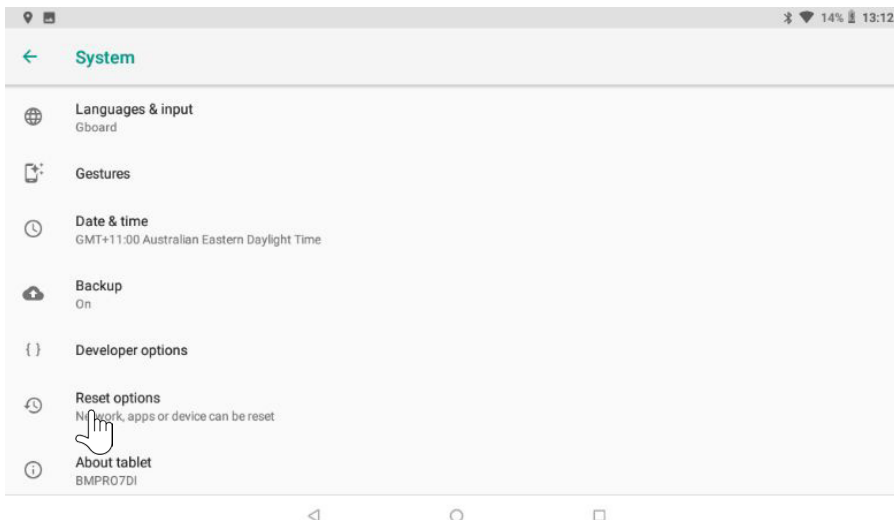 14% 13:12
System
Languages & input
Gboard
Gestures
Date & time
GMT+11:00 Australian Eastern Daylight Time
Backup
On
{ } Developer options
Reset options
Network, apps or device can be reset
About tablet
BMPRO7DI